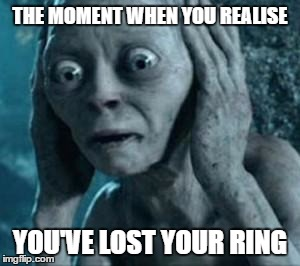 THE MOMENT WHEN YOU REALISE
YOU'VE LOST YOUR RING
imgflip.com